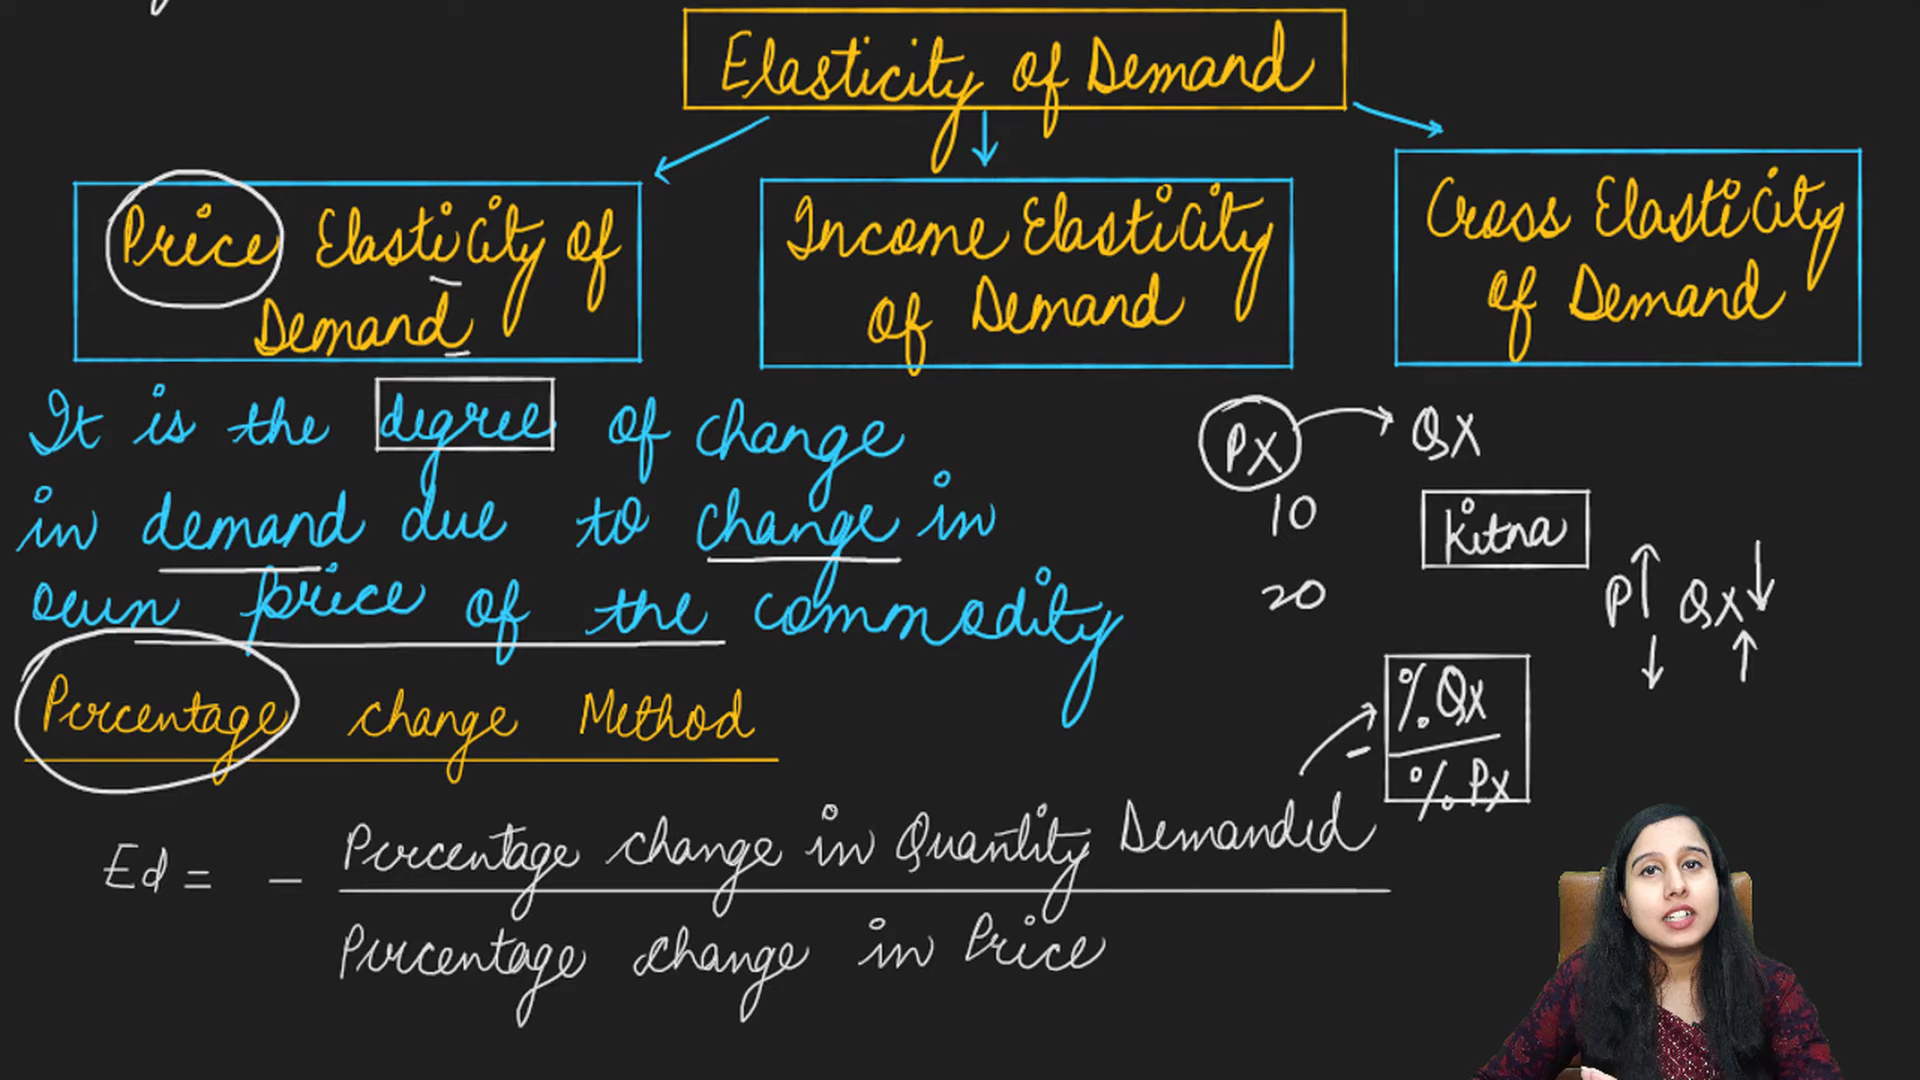 Elasticity of Demand
Price Elasticity of
Demand
Income Elasticity
of Demand
Cross Elasticity
of Demand
It is the degree of change
in demand due to change in
own price of the commodity
PX → QX
10
20
Kitna
P↑ QX↓
↓ ↑
Percentage change Method
- %.Qx
%. Px
Ed = - Percentage change in Quantity Demanded
Percentage change in Price